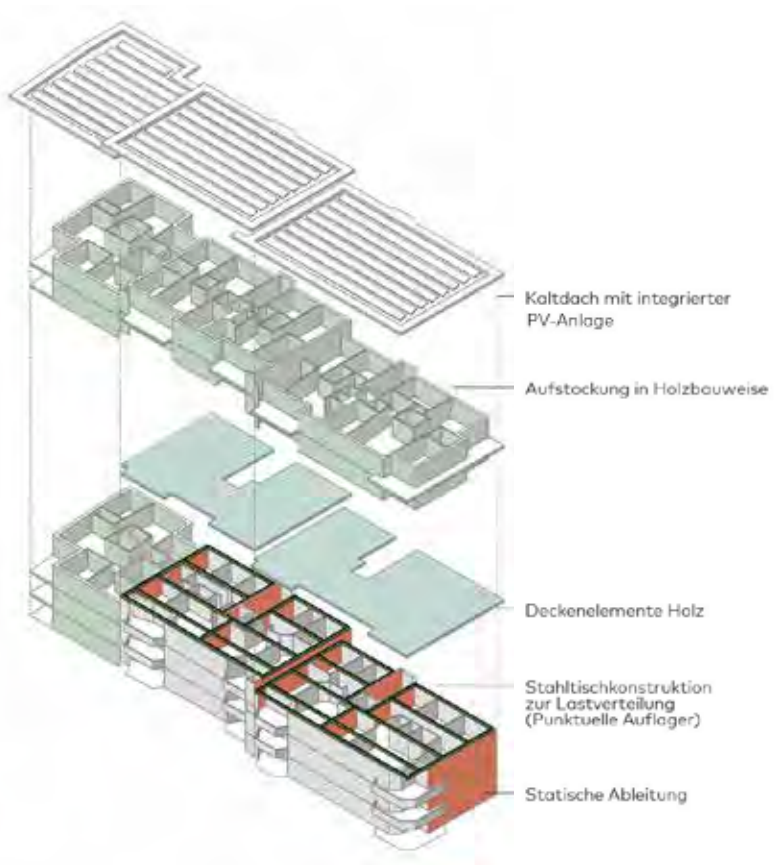 Kaltdach mit integrierter
PV-Anlage
Aufstockung in Holzbauweise
Deckenelemente Holz
Stahltischkonstruktion
zur Lastverteilung
(Punktuelle Auflager)
Statische Ableitung